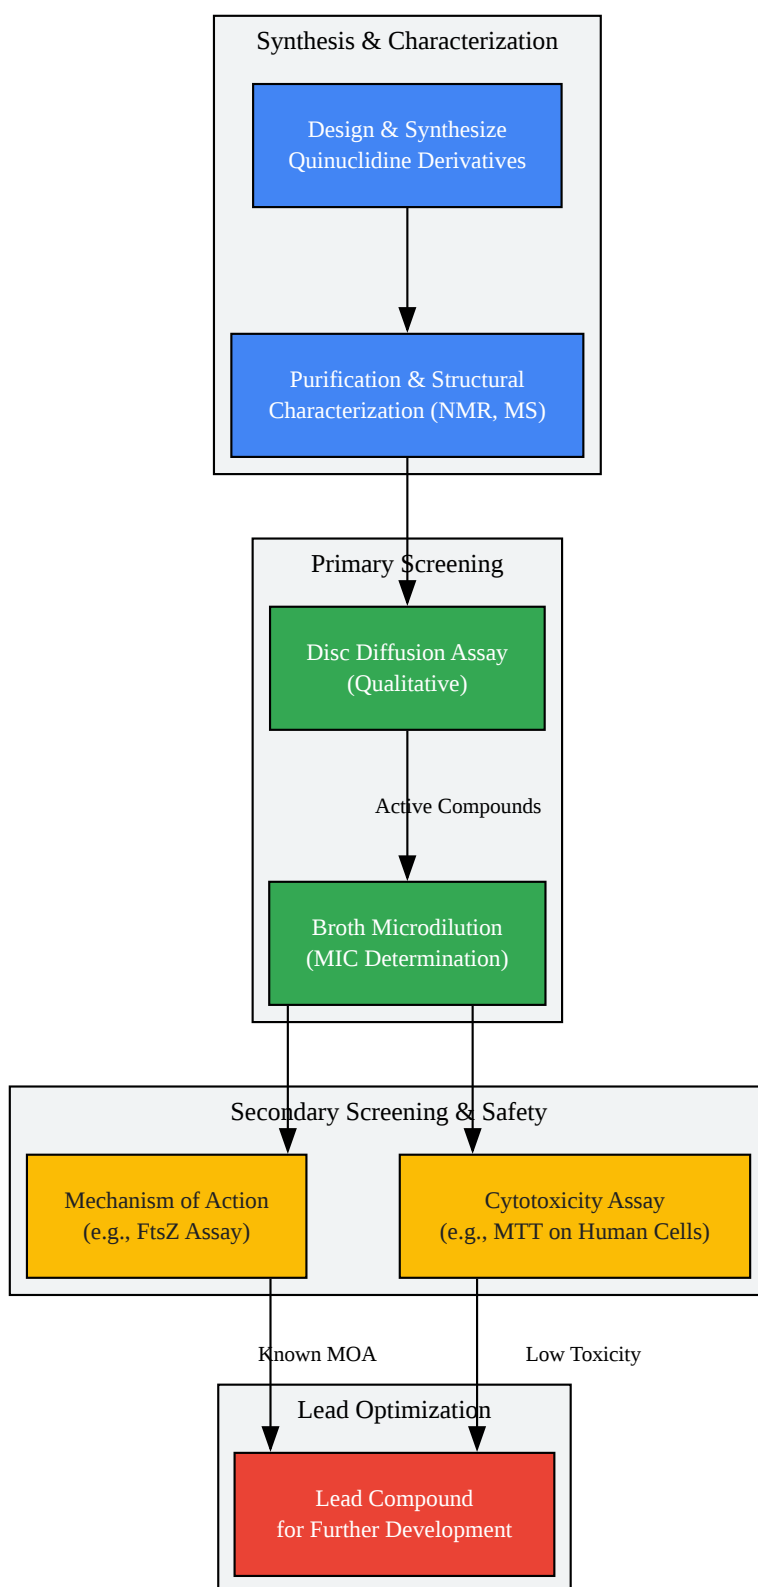 Synthesis & Characterization
Design & Synthesize
Quinuclidine Derivatives
Purification & Structural
Characterization (NMR, MS)
Primary Screening
Disc Diffusion Assay
(Qualitative)
Active Compounds
Broth Microdilution
(MIC Determination)
Secondary Screening & Safety
Mechanism of Action
(e.g., FtsZ Assay)
Cytotoxicity Assay
(e.g., MTT on Human Cells)
Known MOA
Low Toxicity
Lead Optimization
Lead Compound
for Further Development